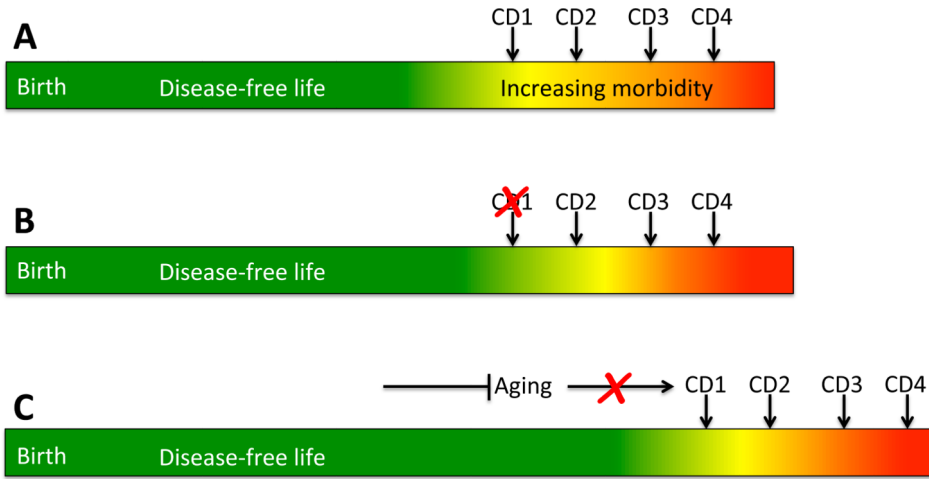 A
CD1 CD2 CD3 CD4
Birth Disease-free life Increasing morbidity
B
CD1 CD2 CD3 CD4
Birth Disease-free life
C
Aging CD1 CD2 CD3 CD4
Birth Disease-free life